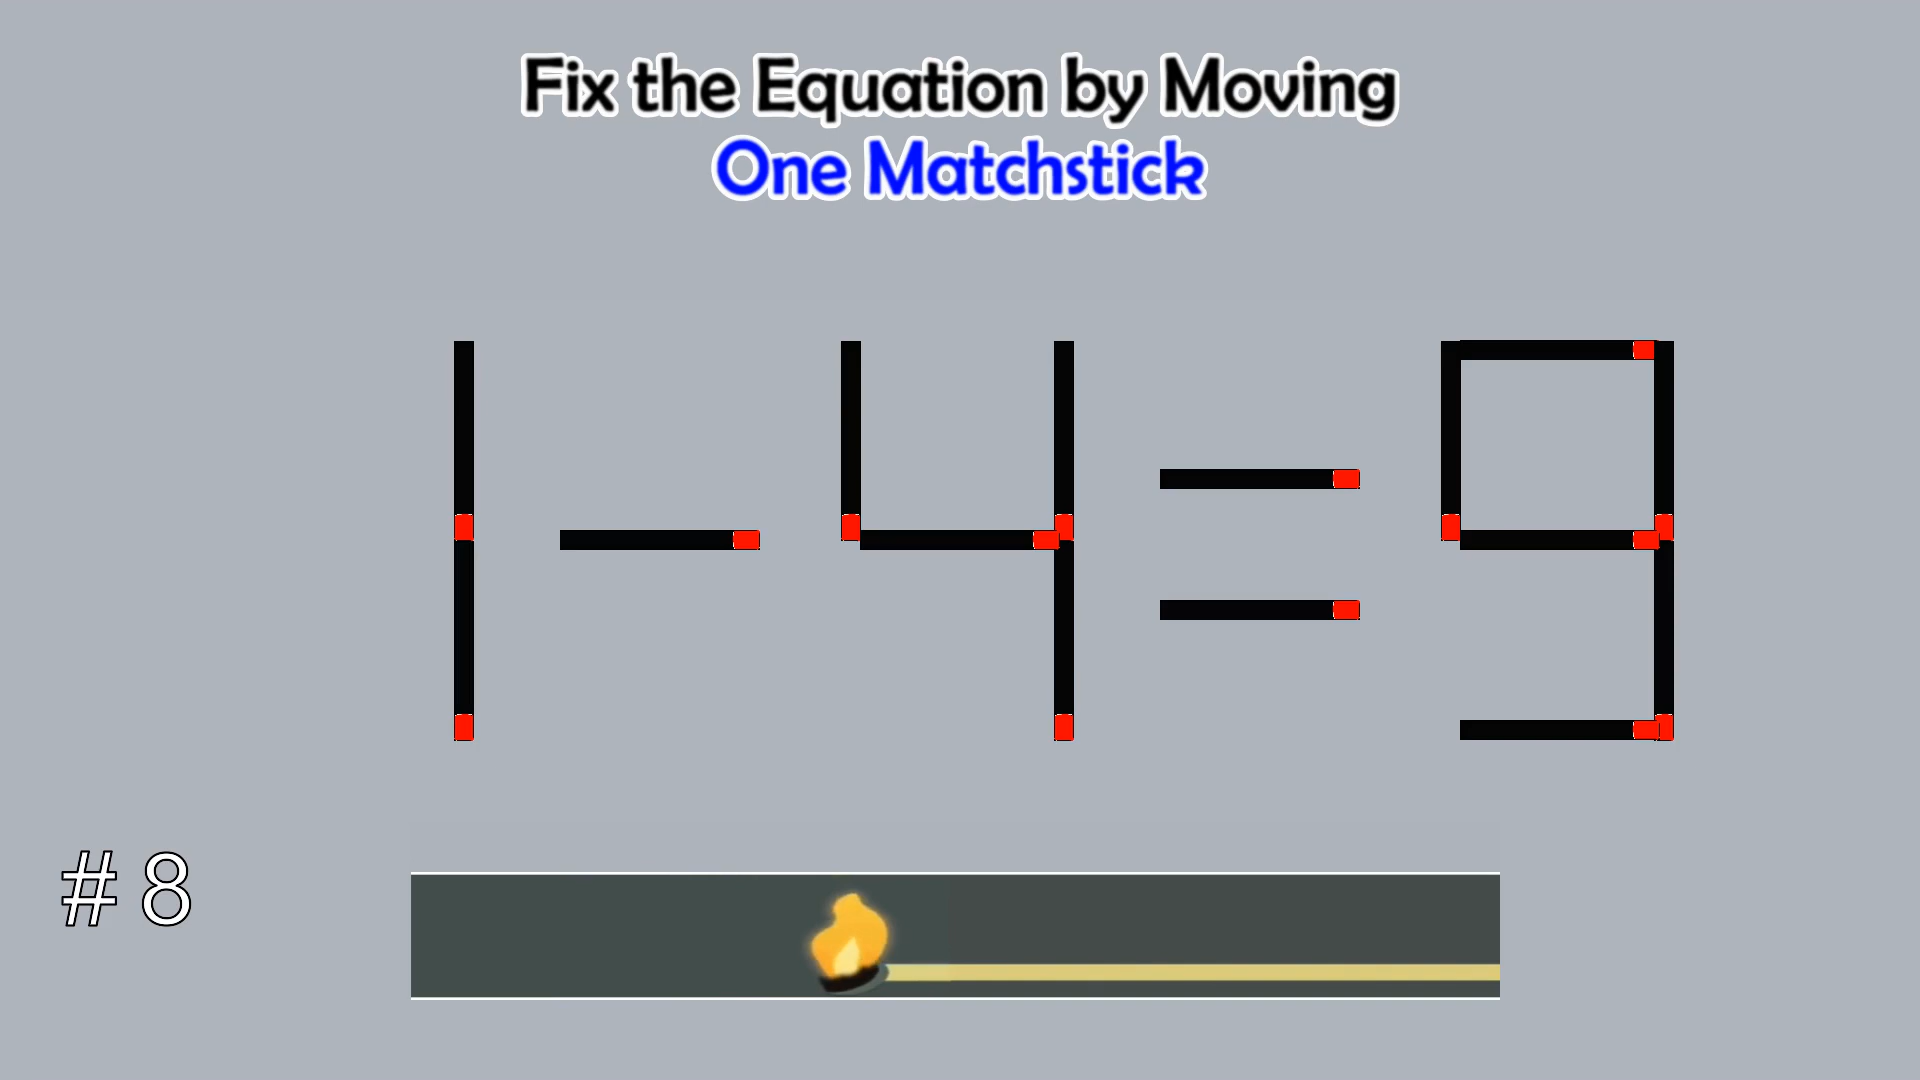 Fix the Equation by Moving
One Matchstick
1-4=9
#8